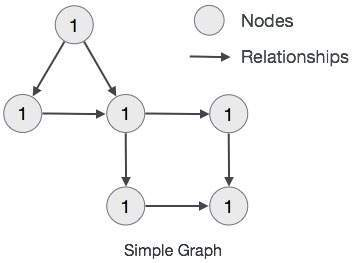 1
Nodes
Relationships
1 1 1
1 1
Simple Graph